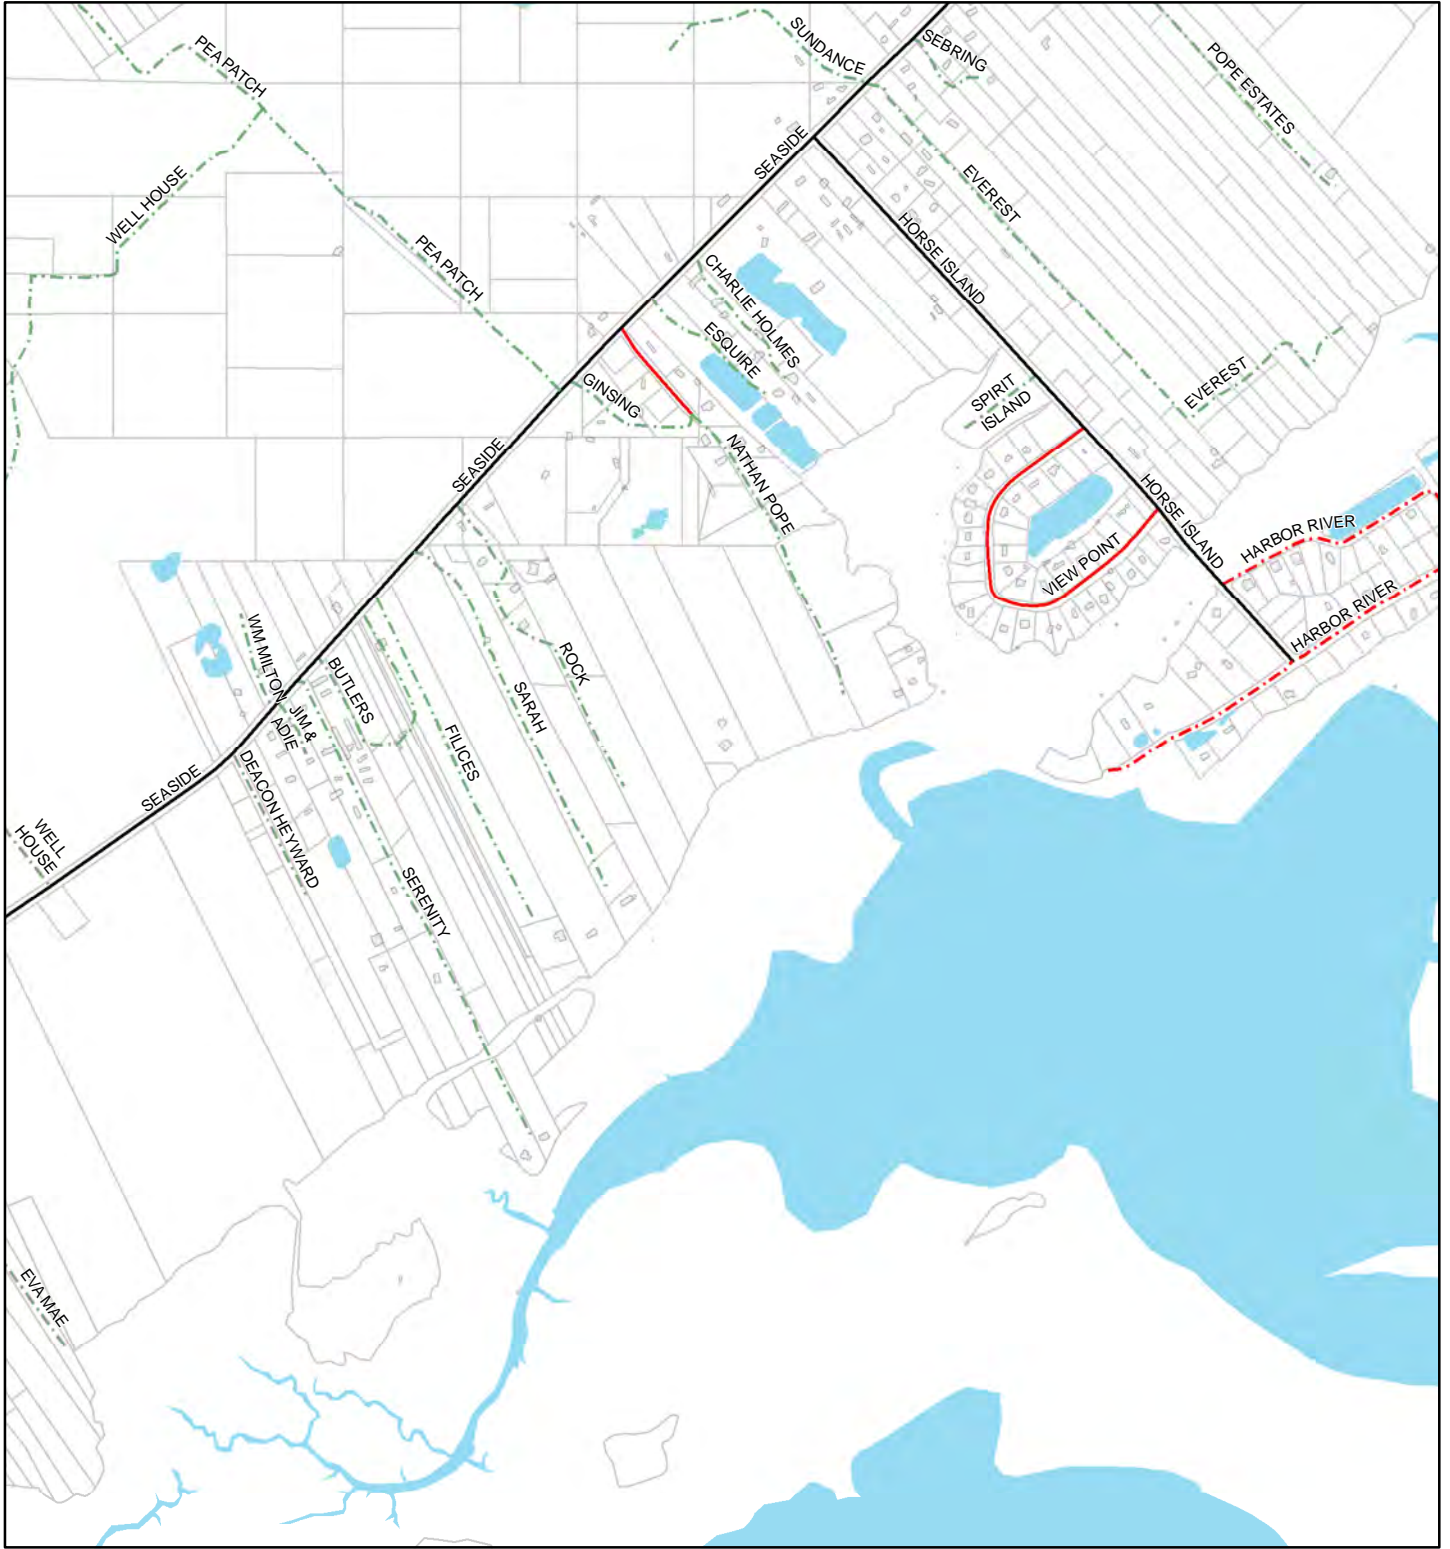 SUNDANCE
SEBRING
PEA PATCH
POPE ESTATES
SEASIDE
WELL HOUSE
EVEREST
PEA PATCH
HORSE ISLAND
CHARLIE HOLMES
ESQUIRE
GINSING
SPIRIT
ISLAND
EVEREST
SEASIDE
NATHAN POPE
HORSE ISLAND
HARBOR RIVER
VIEW POINT
HARBOR RIVER
WM MILTON
BUTLERS
ROCK
SARAH
JIM &
ADIE
FILICES
SEASIDE
DEACON HEYWARD
WELL
HOUSE
SERENITY
EVA MAE